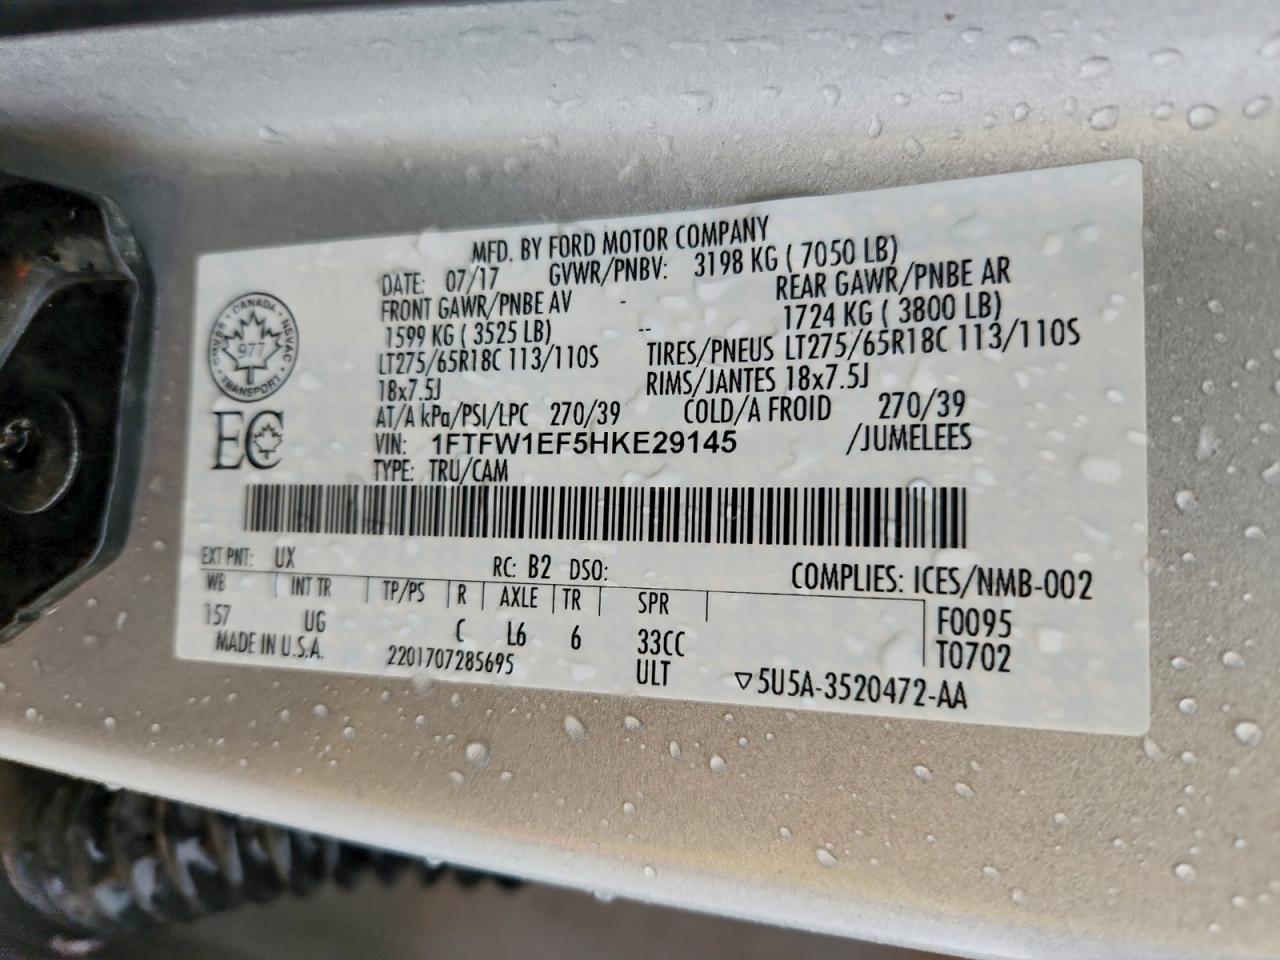 MFD. BY FORD MOTOR COMPANY
DATE: 07/17 GVWR/PNBV: 3198 KG ( 7050 LB)
FRONT GAWR/PNBE AV - REAR GAWR/PNBE AR
1599 KG ( 3525 LB) -- 1724 KG ( 3800 LB)
LT275/65R18C 113/110S TIRES/PNEUS LT275/65R18C 113/110S
18x7.5J RIMS/JANTES 18x7.5J
AT/A kPa/PSI/LPC 270/39 COLD/A FROID 270/39
VIN: 1FTFW1EF5HKE29145 /JUMELEES
TYPE: TRU/CAM
CANADA
NSVAC
TRANSPORT
CMVSS
977
EC
EXT PNT: UX RC: B2 DSO: COMPLIES: ICES/NMB-002
WB INT TR TP/PS R AXLE TR SPR F0095
157 UG C L6 6 33CC T0702
MADE IN U.S.A. 2201707285695 ULT ▽5U5A-3520472-AA